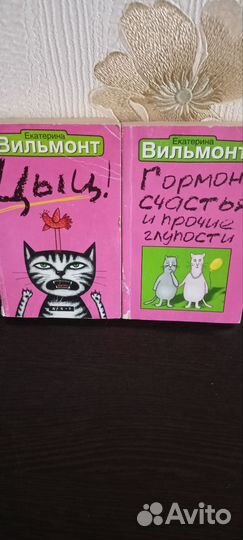 Екатерина
Вильмонт
Цыц!
Екатерина
Вильмонт
Гормон
счастья
и прочие
глупости
Avito